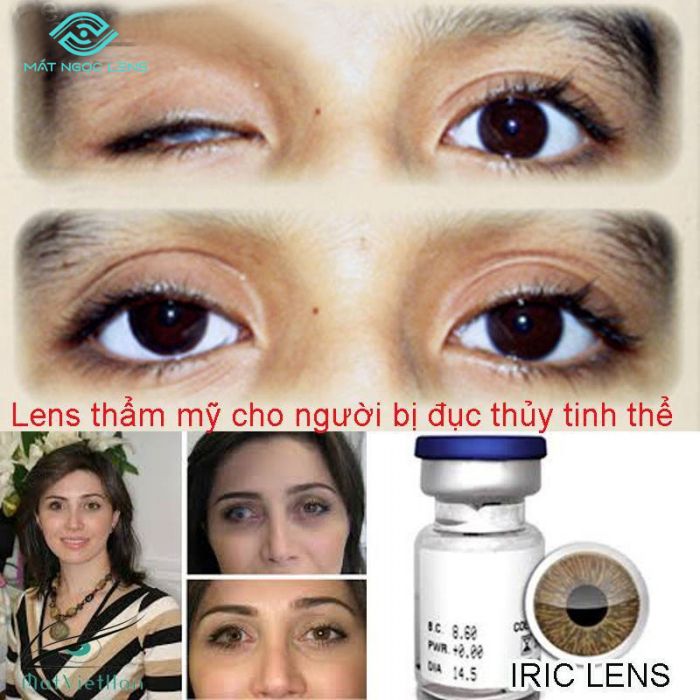 MẮT NGỌC LENS
Lens thẩm mỹ cho người bị đục thủy tinh thể
B.C. 8.60
PWR +0.00
DIA 14.5
MatVietHan
IRIC LENS